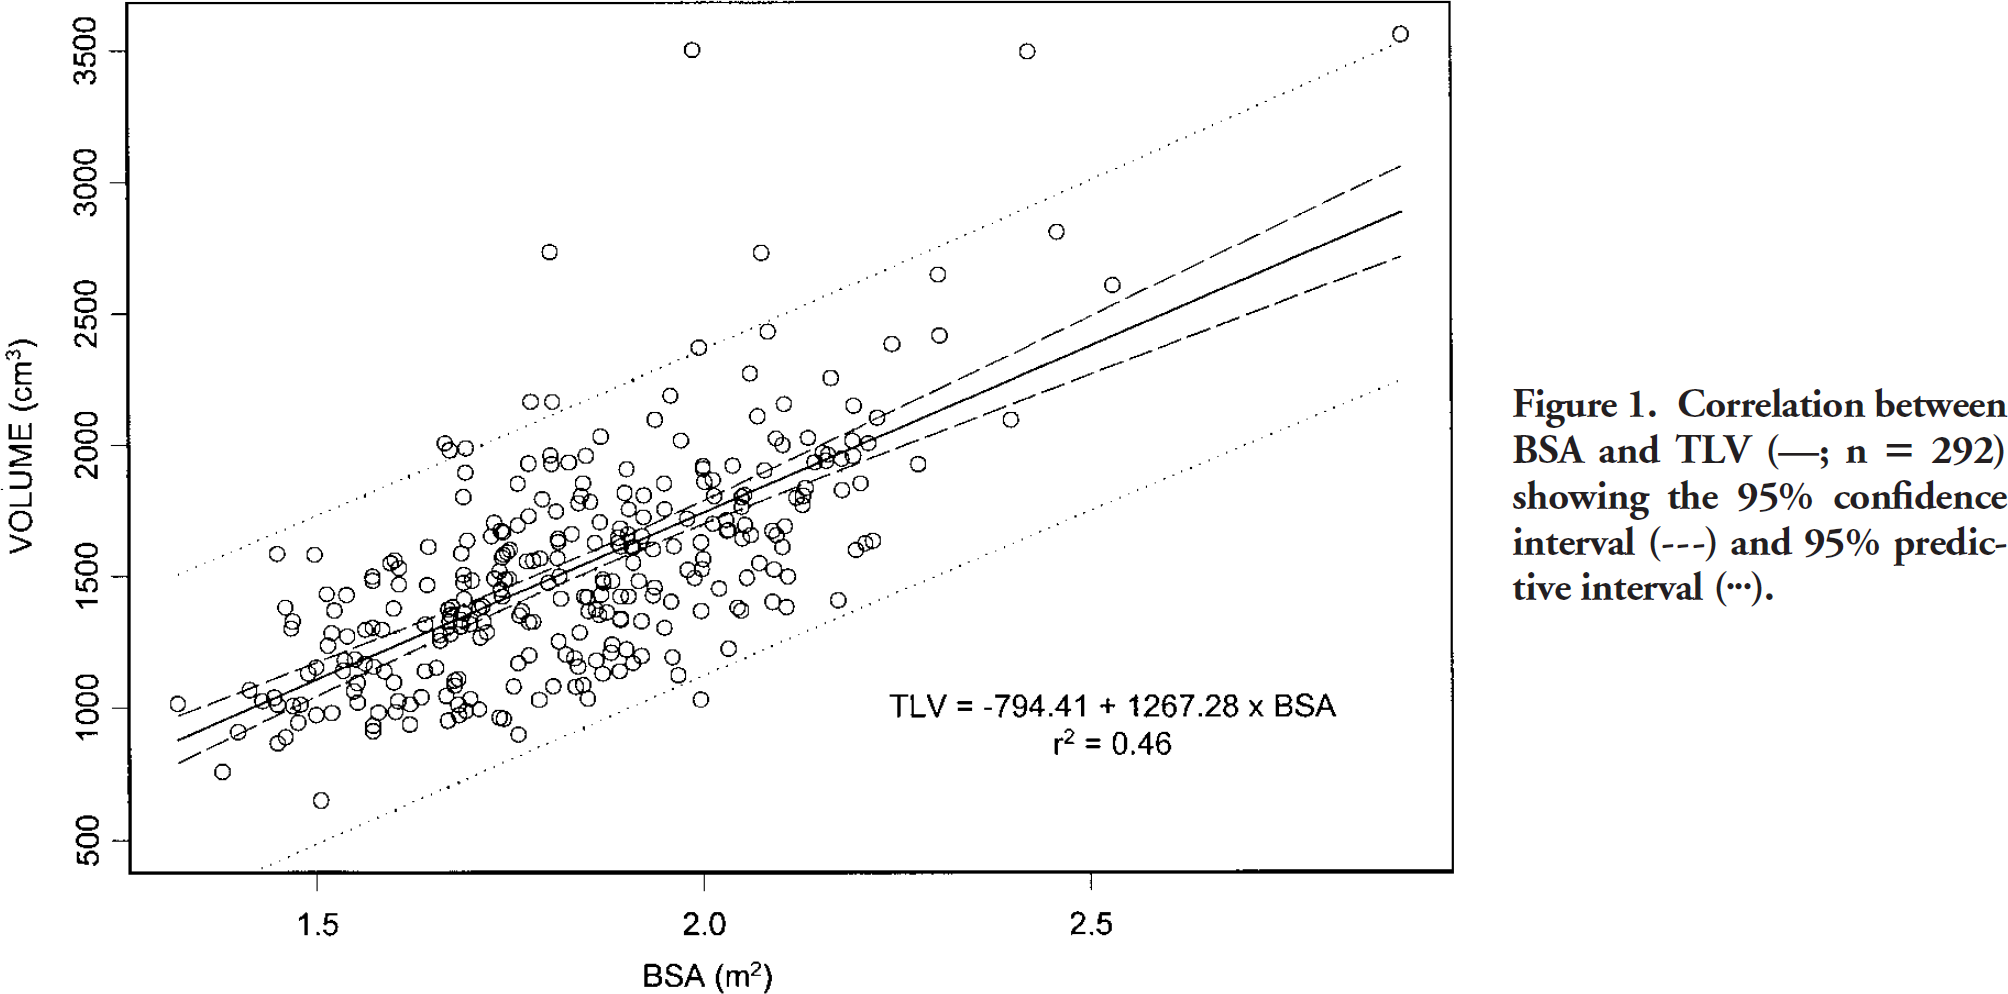 3500
3000
2500
2000
1500
1000
500
VOLUME (cm³)
1.5
2.0
2.5
BSA (m²)
TLV = -794.41 + 1267.28 x BSA
r² = 0.46
Figure 1. Correlation between
BSA and TLV (—; n = 292)
showing the 95% confidence
interval (---) and 95% predic-
tive interval (···).